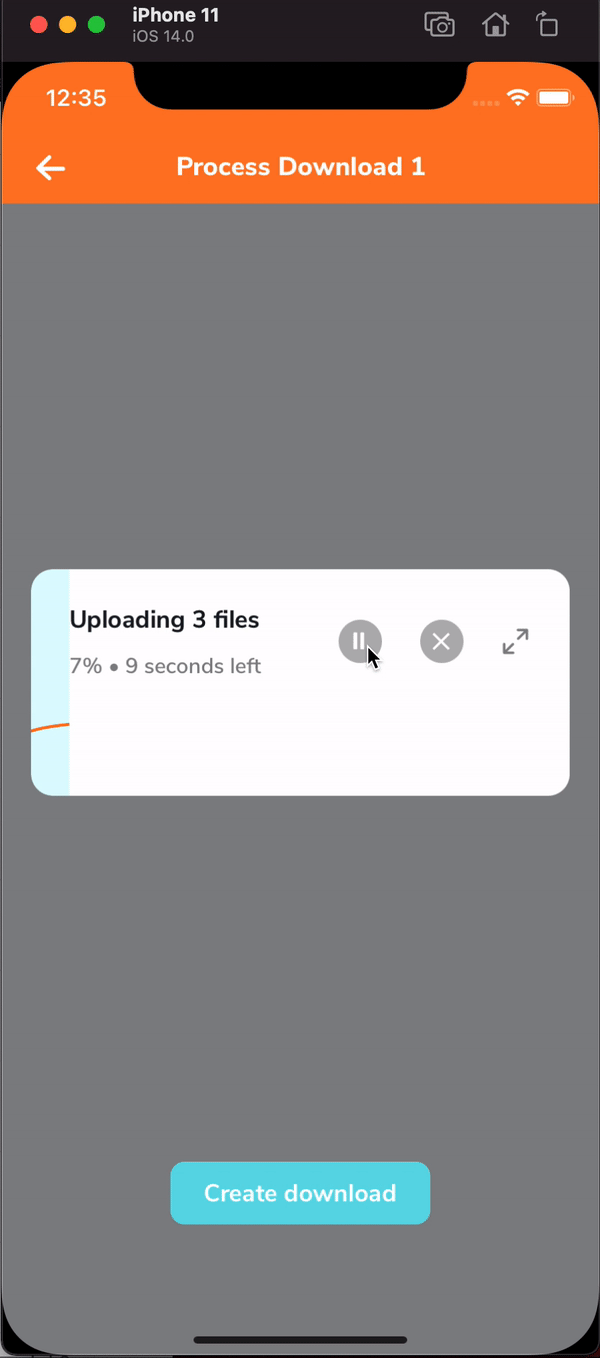 iPhone 11
iOS 14.0
12:35
Process Download 1
Uploading 3 files
7% • 9 seconds left
Create download